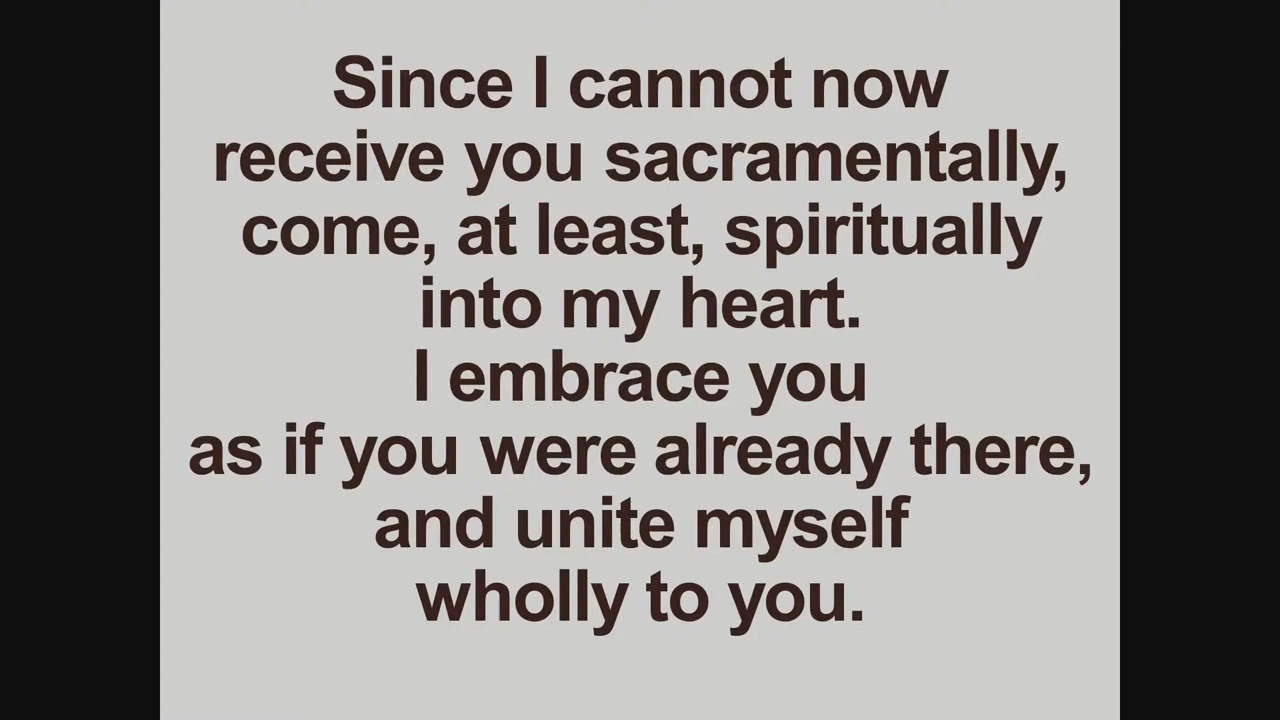 Since I cannot now
receive you sacramentally,
come, at least, spiritually
into my heart.
I embrace you
as if you were already there,
and unite myself
wholly to you.